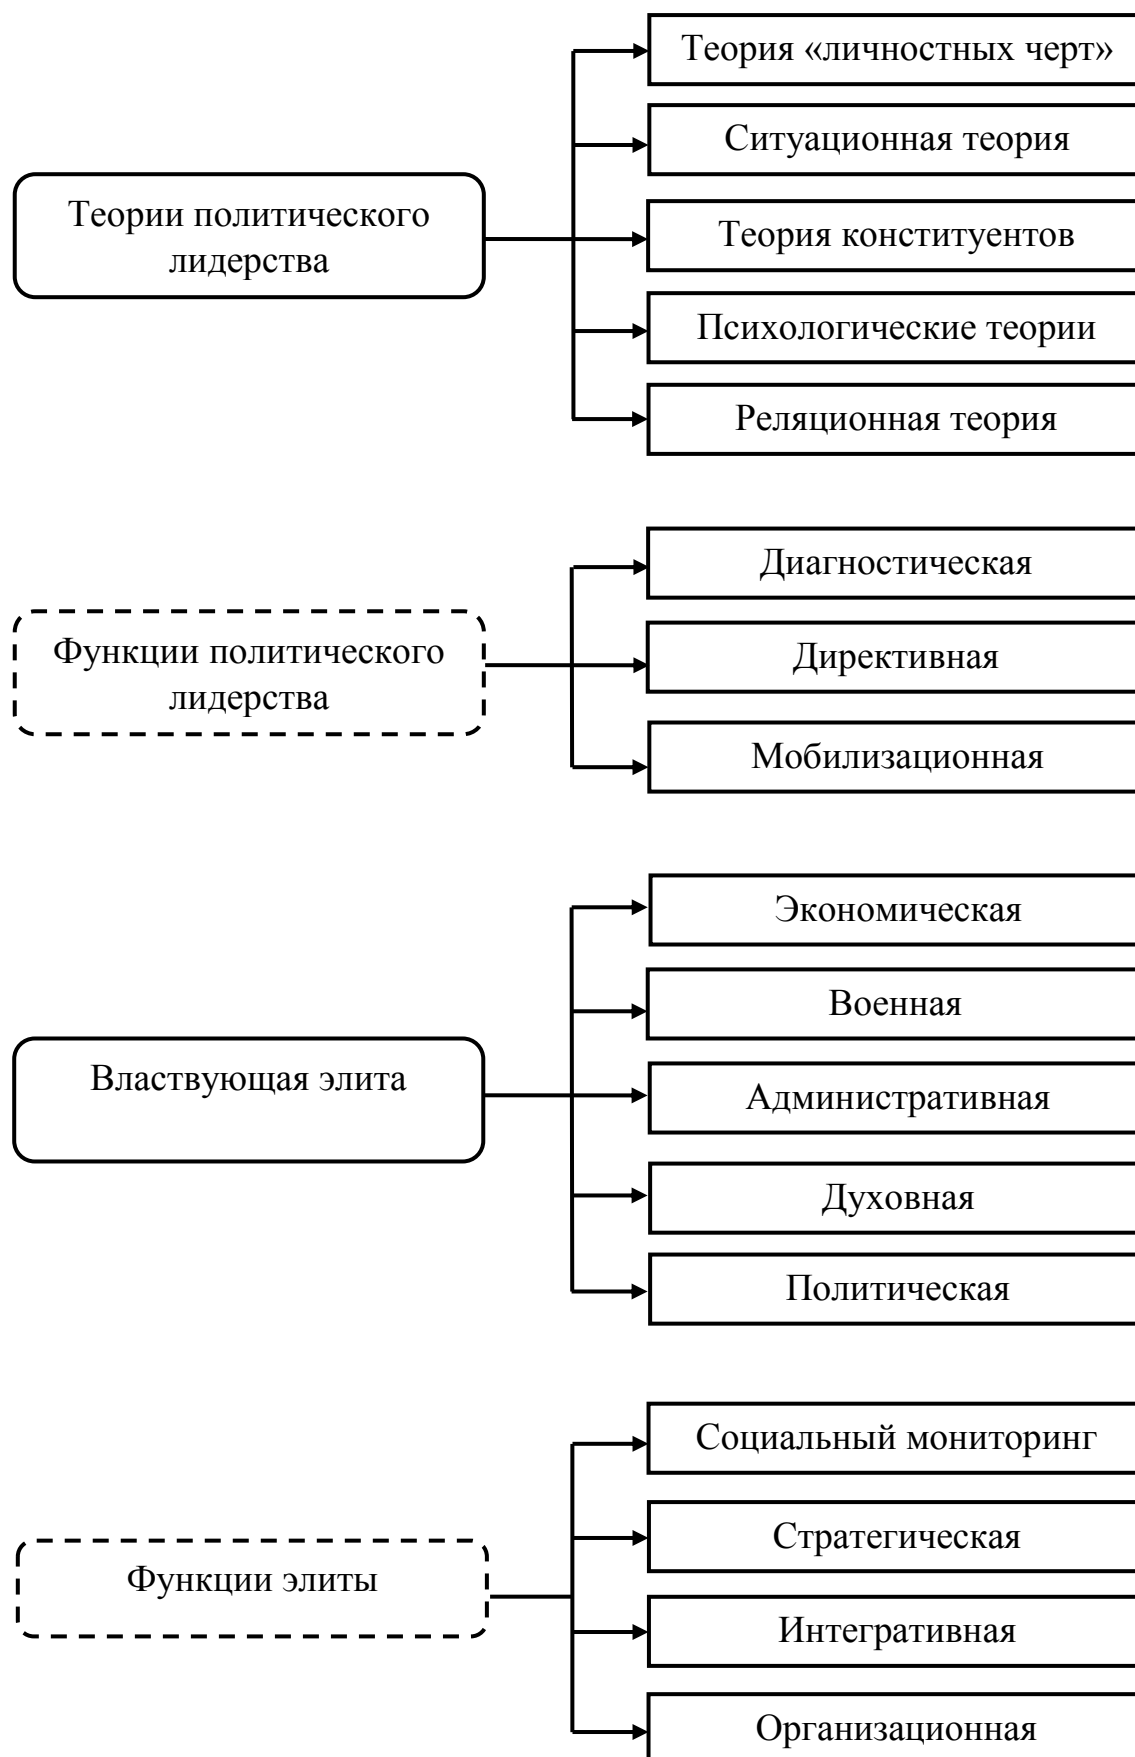 Теория «личностных черт»
Ситуационная теория
Теории политического
лидерства
Теория конституентов
Психологические теории
Реляционная теория
Диагностическая
Функции политического
лидерства
Директивная
Мобилизационная
Экономическая
Военная
Властвующая элита
Административная
Духовная
Политическая
Социальный мониторинг
Стратегическая
Функции элиты
Интегративная
Организационная